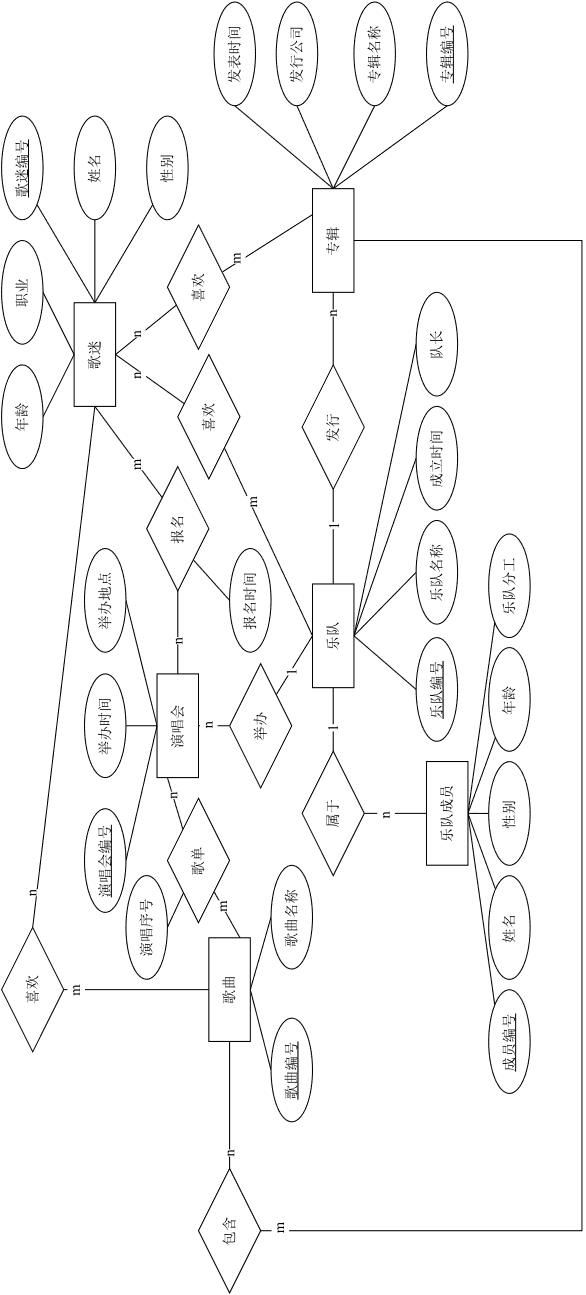 歌迷编号
姓名
性别
职业
年龄
歌迷
发表时间
发行公司
专辑名称
专辑编号
专辑
喜欢
n
m
喜欢
n
m
报名
m
n
报名时间
发行
n
1
队长
成立时间
乐队名称
乐队编号
乐队
举办地点
举办时间
演唱会编号
演唱会
举办
n
1
属于
1
n
乐队成员
乐队分工
年龄
性别
姓名
成员编号
歌单
n
m
演唱序号
喜欢
n
m
歌曲
歌曲名称
歌曲编号
包含
n
m